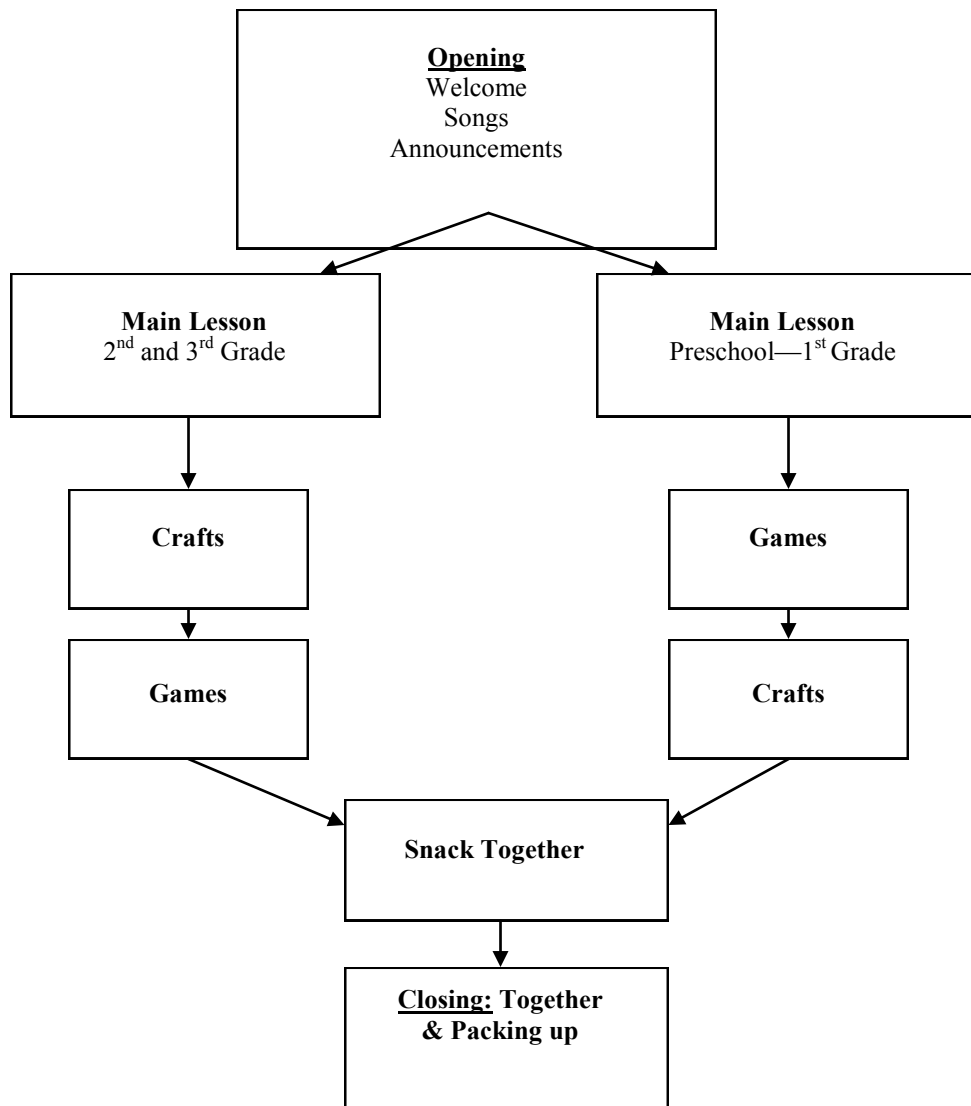 Opening
Welcome
Songs
Announcements
Main Lesson
2nd and 3rd Grade
Main Lesson
Preschool—1st Grade
Crafts
Games
Games
Crafts
Snack Together
Closing: Together
& Packing up